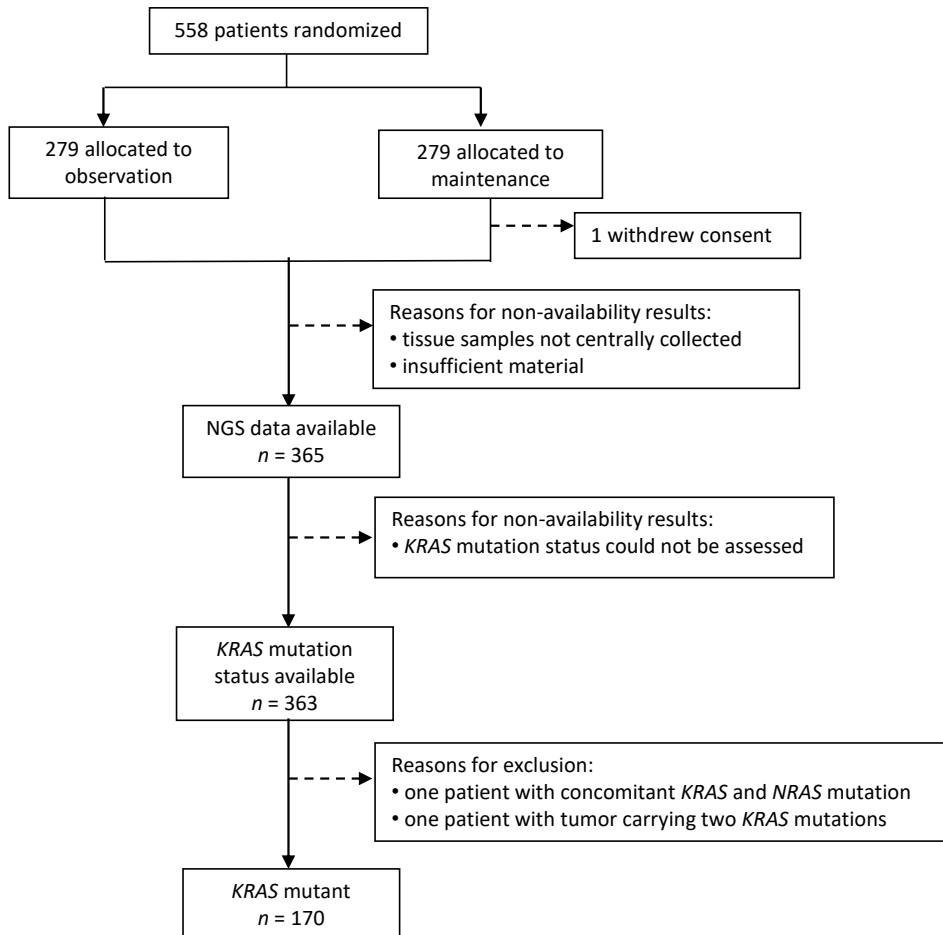 558 patients randomized
279 allocated to
observation
279 allocated to
maintenance
1 withdrew consent
Reasons for non-availability results:
• tissue samples not centrally collected
• insufficient material
NGS data available
n = 365
Reasons for non-availability results:
• KRAS mutation status could not be assessed
KRAS mutation
status available
n = 363
Reasons for exclusion:
• one patient with concomitant KRAS and NRAS mutation
• one patient with tumor carrying two KRAS mutations
KRAS mutant
n = 170